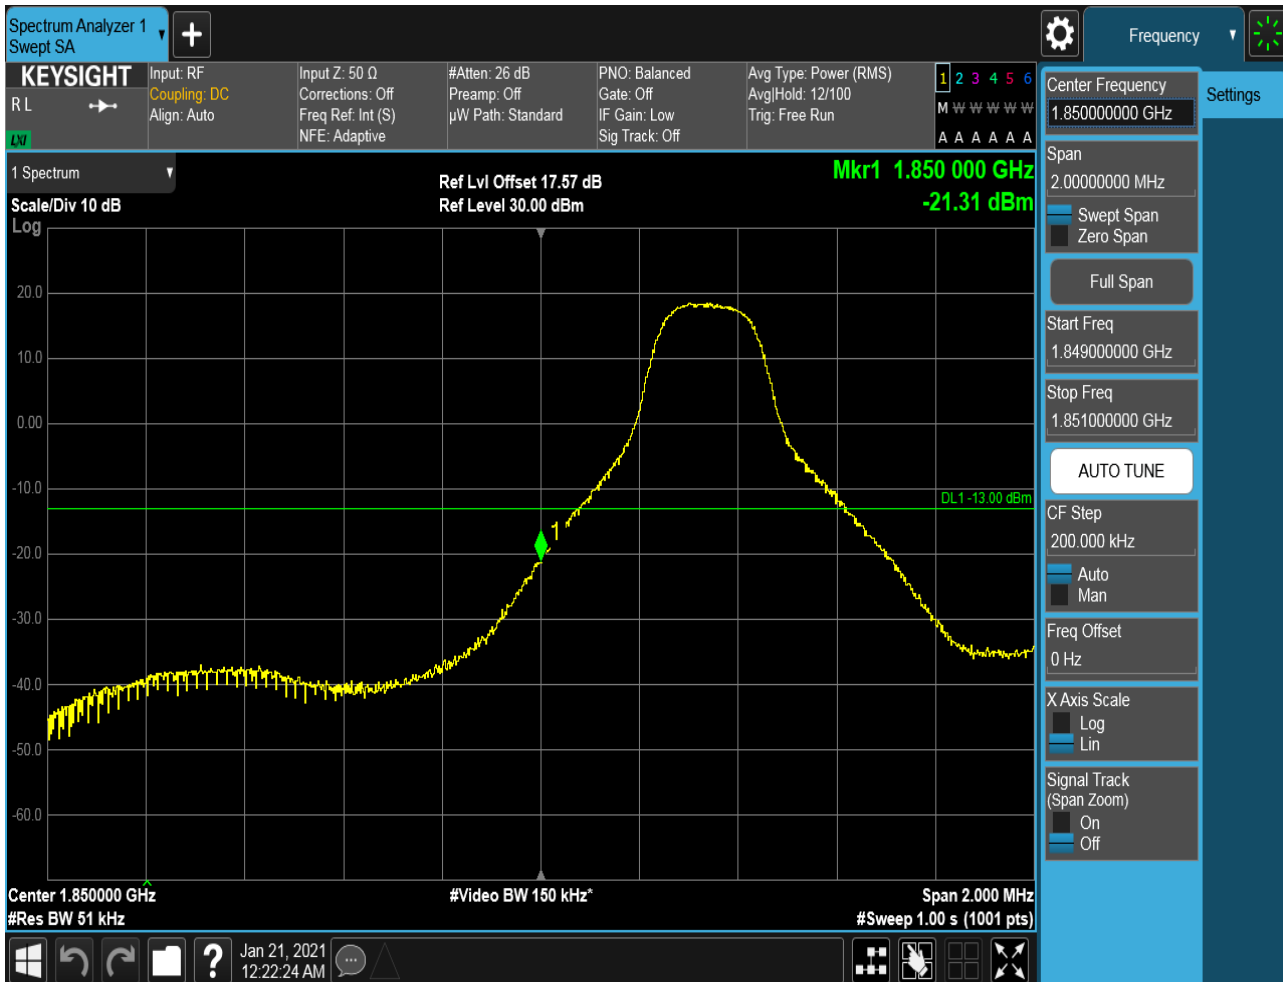 Spectrum Analyzer 1
Swept SA
+
Frequency
KEYSIGHT
R L
LXI
Input: RF
Coupling: DC
Align: Auto
Input Z: 50 Ω
Corrections: Off
Freq Ref: Int (S)
NFE: Adaptive
#Atten: 26 dB
Preamp: Off
µW Path: Standard
PNO: Balanced
Gate: Off
IF Gain: Low
Sig Track: Off
Avg Type: Power (RMS)
Avg|Hold: 12/100
Trig: Free Run
1 2 3 4 5 6
M W W W W W
A A A A A A
1 Spectrum
Scale/Div 10 dB
Log
Ref Lvl Offset 17.57 dB
Ref Level 30.00 dBm
Mkr1 1.850 000 GHz
-21.31 dBm
20.0
10.0
0.00
-10.0
-20.0
-30.0
-40.0
-50.0
-60.0
DL1 -13.00 dBm
1
Center 1.850000 GHz
#Res BW 51 kHz
#Video BW 150 kHz*
Span 2.000 MHz
#Sweep 1.00 s (1001 pts)
?
Jan 21, 2021
12:22:24 AM
Center Frequency
1.850000000 GHz
Span
2.00000000 MHz
Swept Span
Zero Span
Full Span
Start Freq
1.849000000 GHz
Stop Freq
1.851000000 GHz
AUTO TUNE
CF Step
200.000 kHz
Auto
Man
Freq Offset
0 Hz
X Axis Scale
Log
Lin
Signal Track
(Span Zoom)
On
Off
Settings